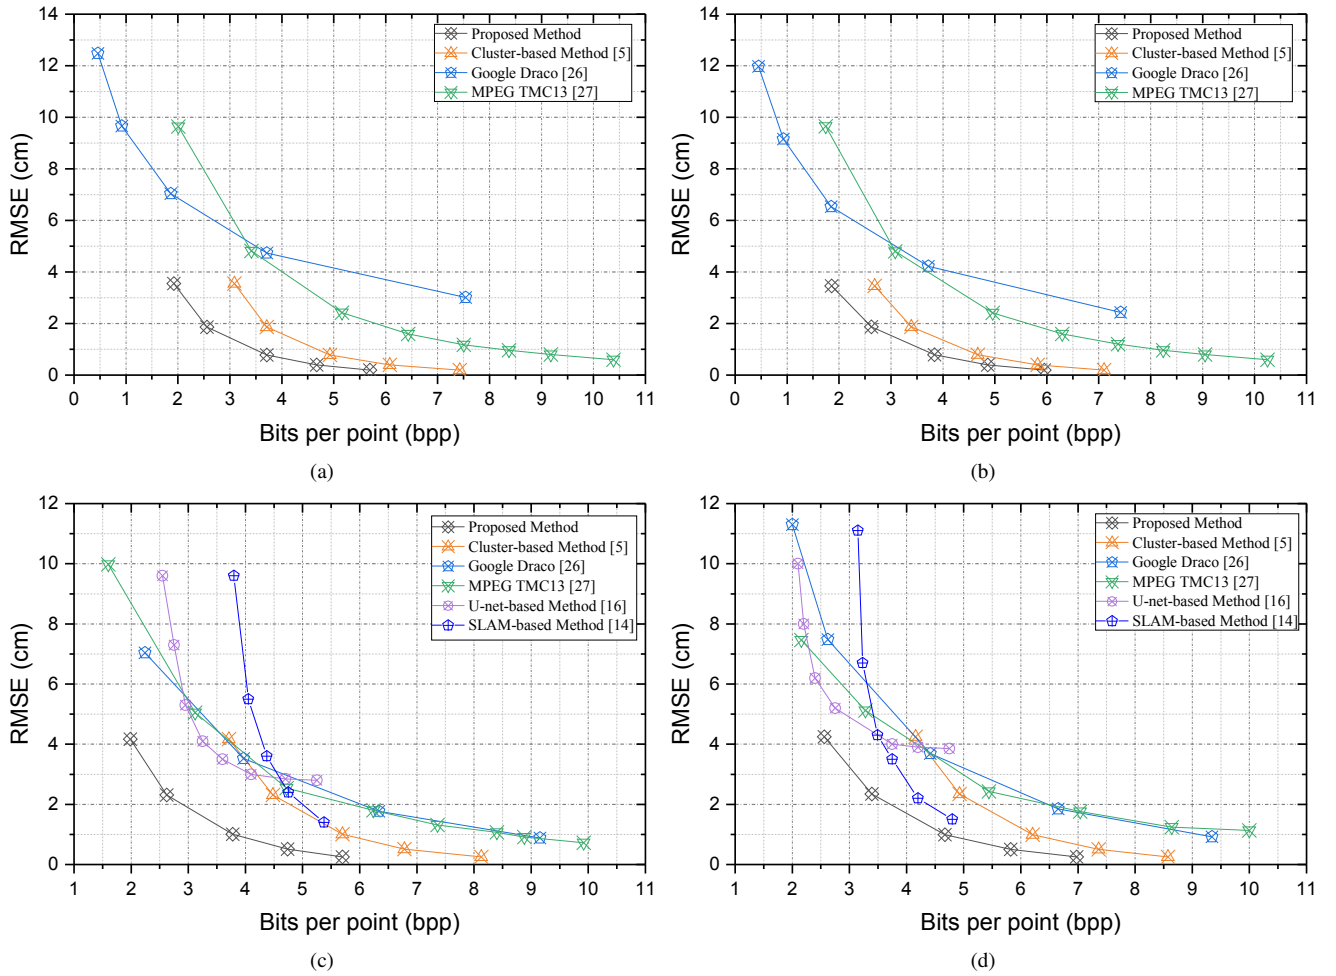 14
12
10
8
6
4
2
0
RMSE (cm)
0 1 2 3 4 5 6 7 8 9 10 11
Bits per point (bpp)
Proposed Method
Cluster-based Method [5]
Google Draco [26]
MPEG TMC13 [27]
(a)
14
12
10
8
6
4
2
0
RMSE (cm)
0 1 2 3 4 5 6 7 8 9 10 11
Bits per point (bpp)
Proposed Method
Cluster-based Method [5]
Google Draco [26]
MPEG TMC13 [27]
(b)
12
10
8
6
4
2
0
RMSE (cm)
1 2 3 4 5 6 7 8 9 10 11
Bits per point (bpp)
Proposed Method
Cluster-based Method [5]
Google Draco [26]
MPEG TMC13 [27]
U-net-based Method [16]
SLAM-based Method [14]
(c)
12
10
8
6
4
2
0
RMSE (cm)
1 2 3 4 5 6 7 8 9 10 11
Bits per point (bpp)
Proposed Method
Cluster-based Method [5]
Google Draco [26]
MPEG TMC13 [27]
U-net-based Method [16]
SLAM-based Method [14]
(d)